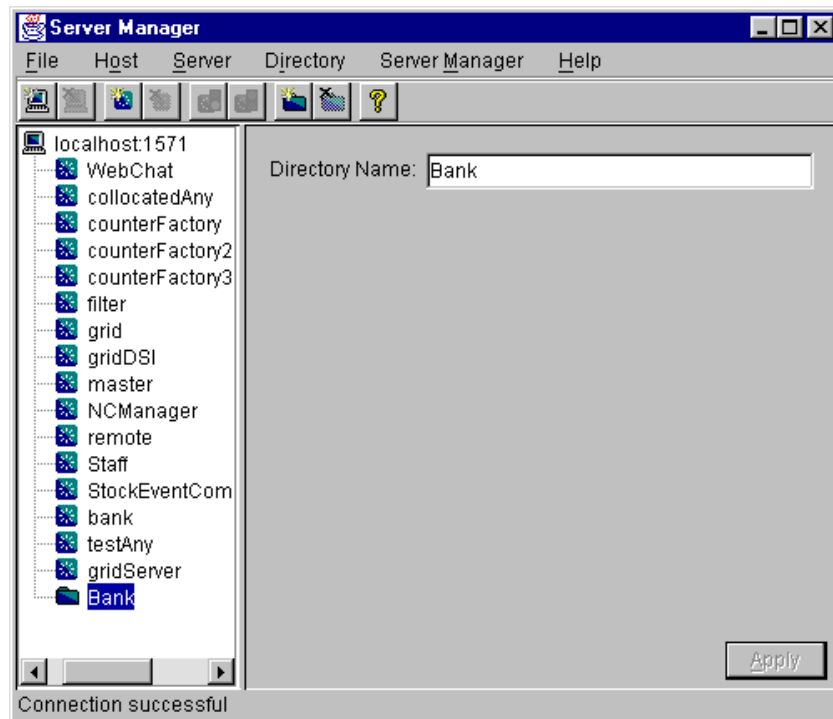 Server Manager
File Host Server Directory Server Manager Help
localhost:1571
WebChat
collocatedAny
counterFactory
counterFactory2
counterFactory3
filter
grid
gridDSI
master
NCManager
remote
Staff
StockEventCom
bank
testAny
gridServer
Bank
Directory Name: Bank
Apply
Connection successful